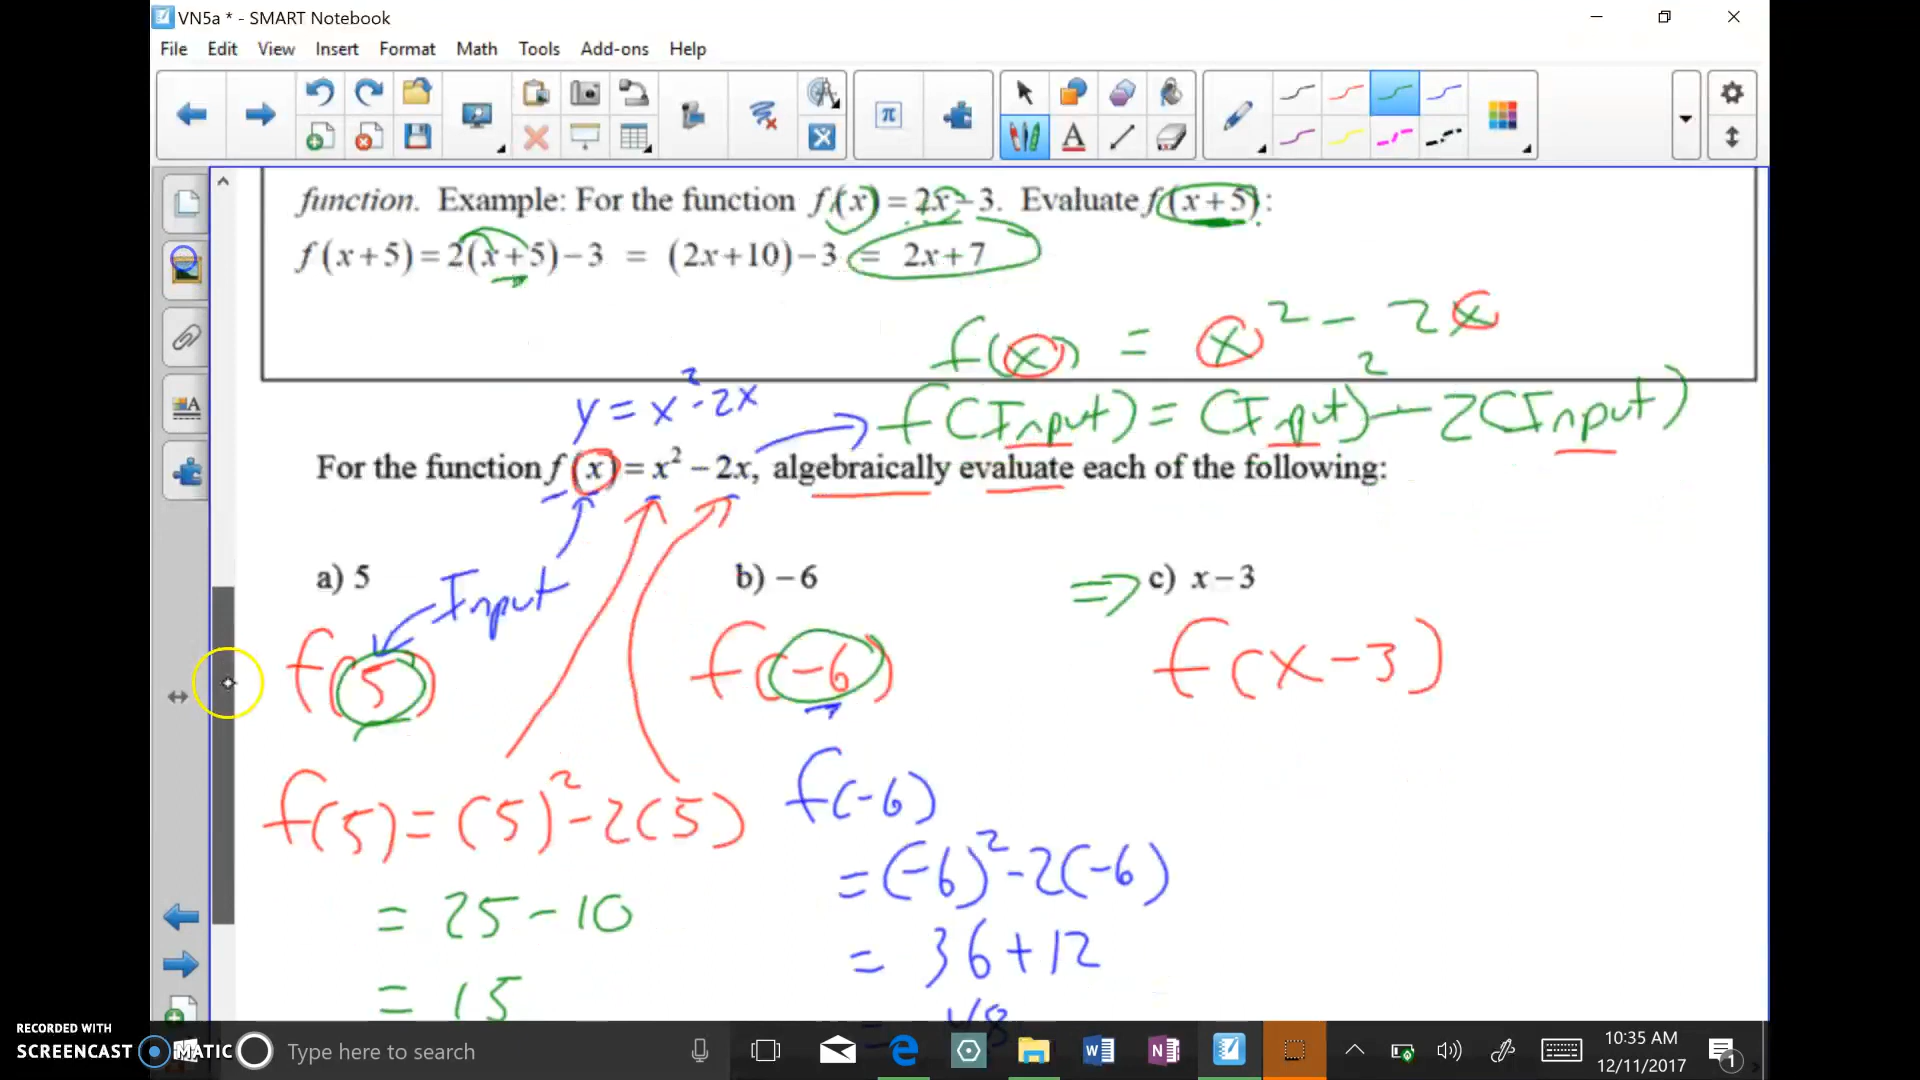 VN5a * - SMART Notebook
File Edit View Insert Format Math Tools Add-ons Help
function. Example: For the function f(x) = 2x − 3. Evaluate f(x+5):
f(x+5) = 2(x+5) − 3 = (2x+10) − 3 = 2x+7
f(x) = x² − 2x
y = x² - 2x
f(Input) = (Input)² − 2(Input)
For the function f(x) = x² − 2x, algebraically evaluate each of the following:
a) 5 b) −6 ⇒ c) x−3
Input
f(5) f(-6) f(x-3)
f(5) = (5)² - 2(5)
f(-6)
= (-6)² - 2(-6)
= 25 - 10
= 36 + 12
= 15
= 48
RECORDED WITH
SCREENCAST MATIC
Type here to search
10:35 AM
12/11/2017
1